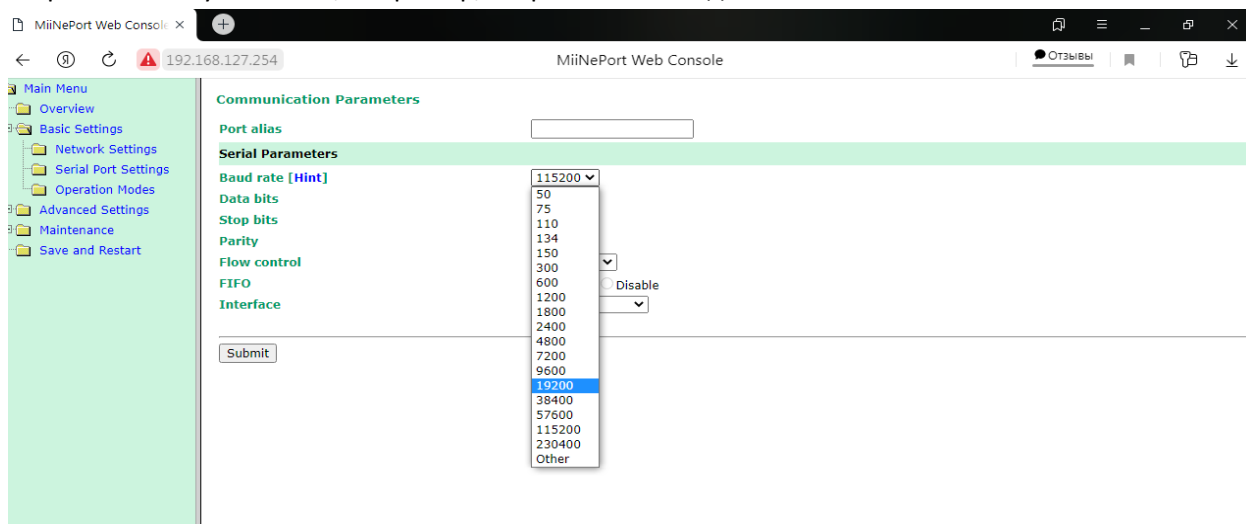 MiiNePort Web Console
192.168.127.254
MiiNePort Web Console
Отзывы
Main Menu
Overview
Basic Settings
Network Settings
Serial Port Settings
Operation Modes
Advanced Settings
Maintenance
Save and Restart
Communication Parameters
Port alias
Serial Parameters
Baud rate [Hint]
115200
Data bits
Stop bits
Parity
Flow control
FIFO
Disable
Interface
50
75
110
134
150
300
600
1200
1800
2400
4800
7200
9600
19200
38400
57600
115200
230400
Other
Submit